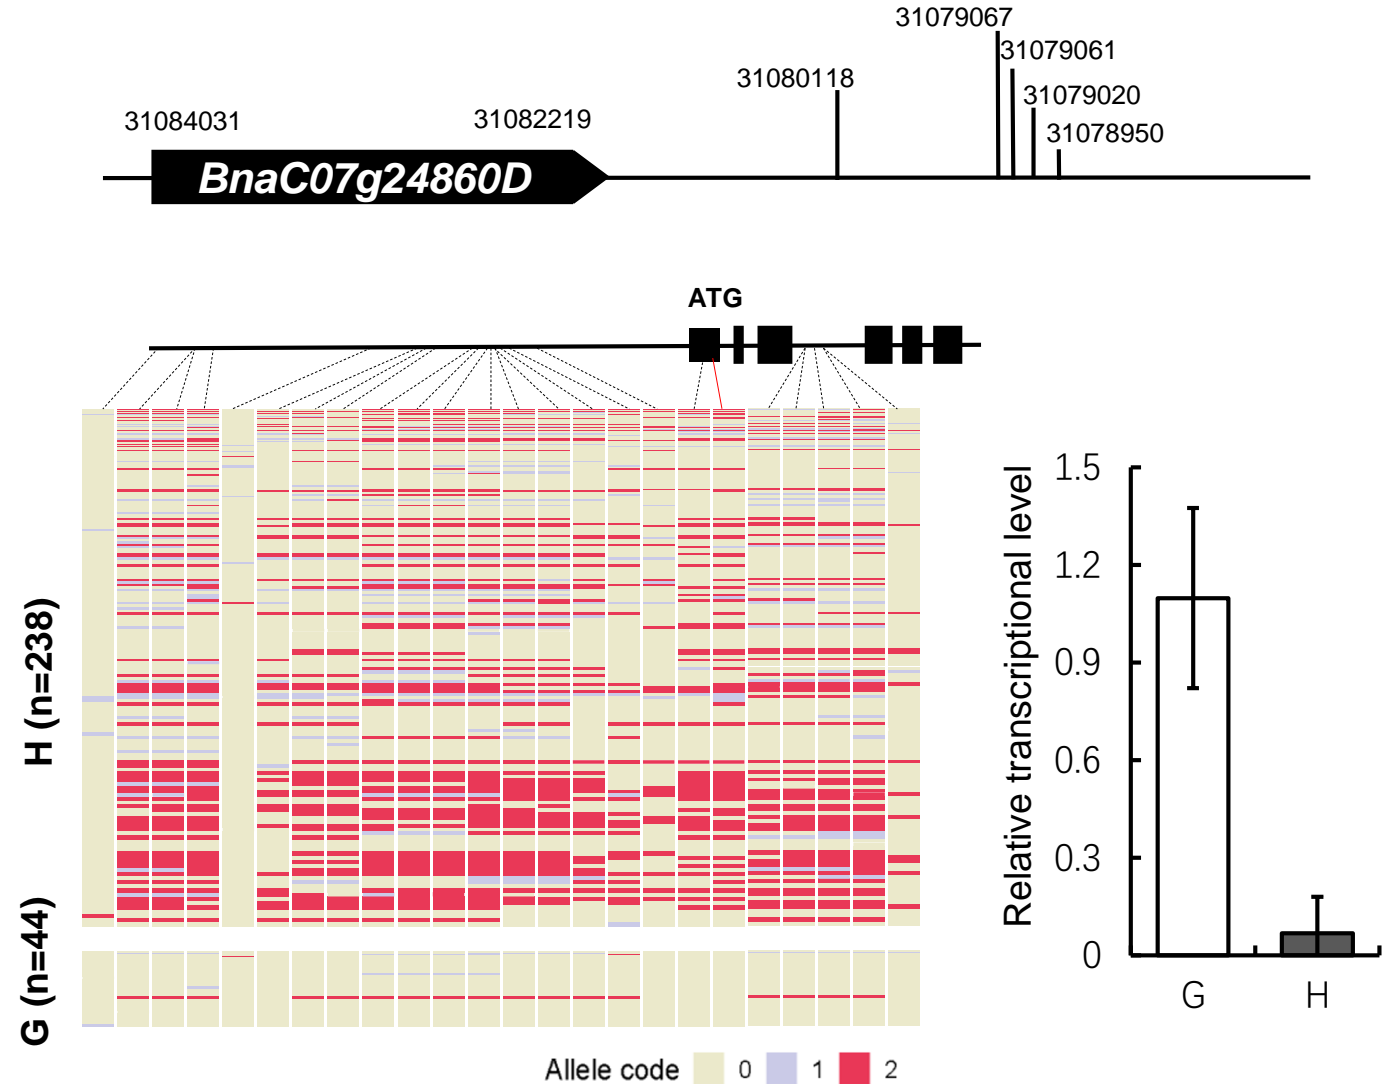 31079067
31079061
31080118
31079020
31078950
31084031
31082219
BnaC07g24860D
ATG
H (n=238)
G (n=44)
Relative transcriptional level
1.5
1.2
0.9
0.6
0.3
0
G
H
Allele code 0 1 2